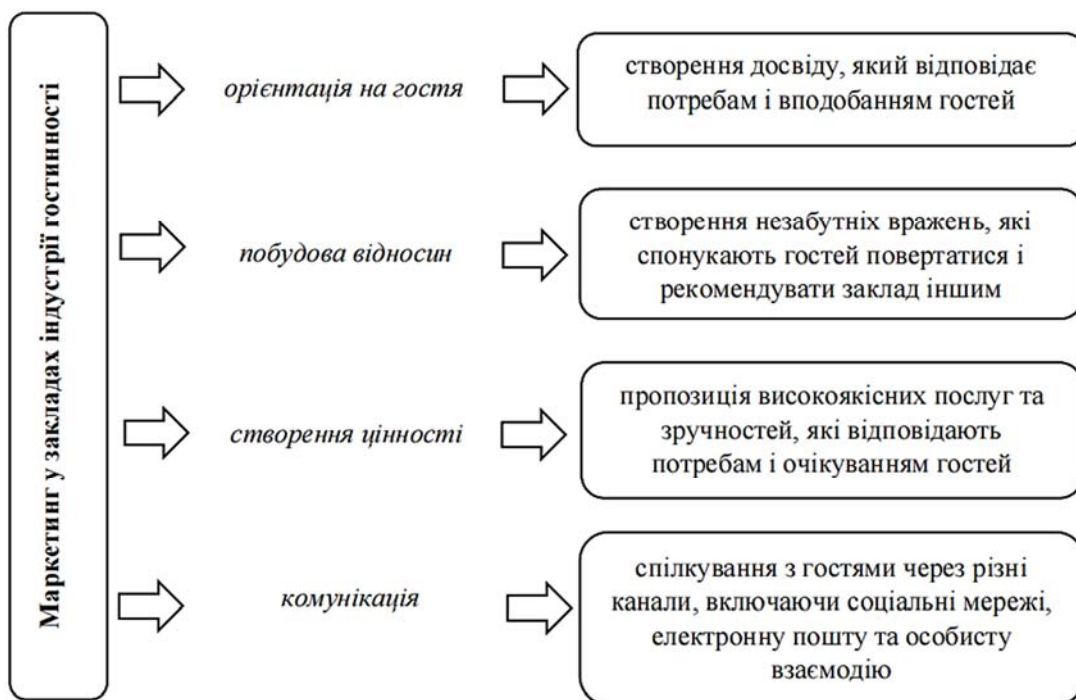 Маркетинг у закладах індустрії гостинності
орієнтація на гостя
створення досвіду, який відповідає
потребам і вподобанням гостей
побудова відносин
створення незабутніх вражень, які
спонукають гостей повертатися і
рекомендувати заклад іншим
створення цінності
пропозиція високоякісних послуг та
зручностей, які відповідають
потребам і очікуванням гостей
комунікація
спілкування з гостями через різні
канали, включаючи соціальні мережі,
електронну пошту та особисту
взаємодію